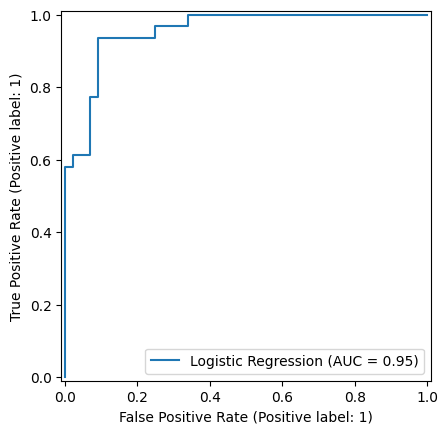 1.0
0.8
0.6
0.4
0.2
0.0
True Positive Rate (Positive label: 1)
Logistic Regression (AUC = 0.95)
0.0 0.2 0.4 0.6 0.8 1.0
False Positive Rate (Positive label: 1)